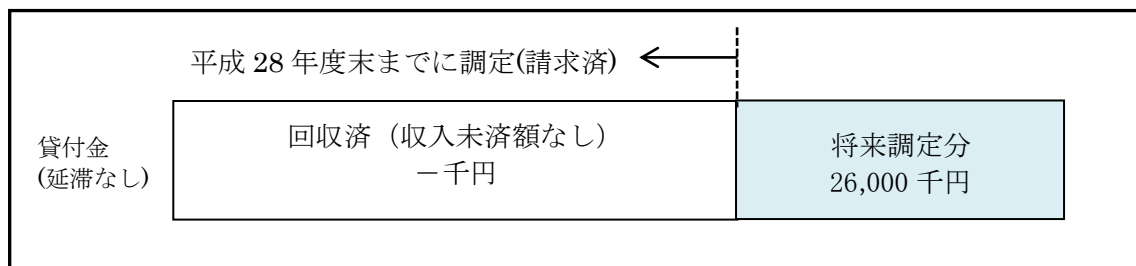 平成 28 年度末までに調定(請求済)
貸付金
(延滞なし)
回収済（収入未済額なし）
－千円
将来調定分
26,000 千円